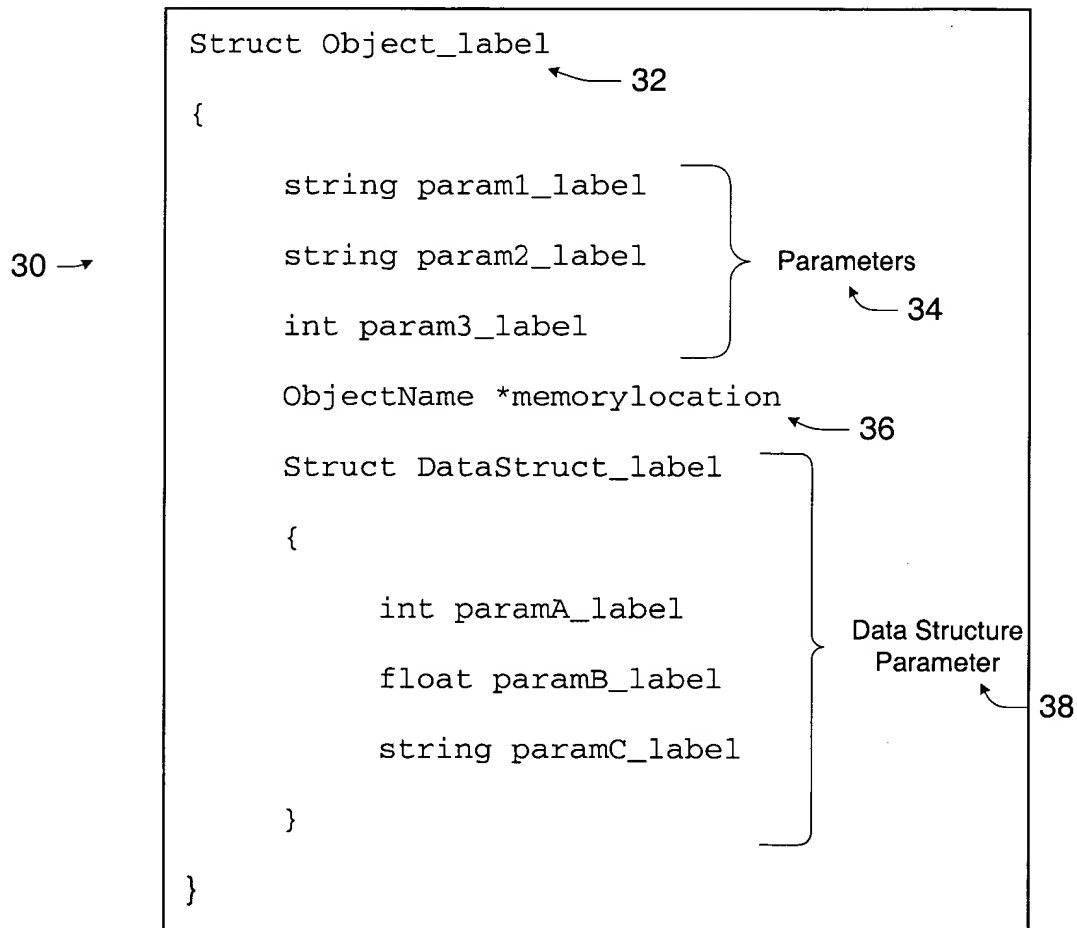 Struct Object_label
32
{
string param1_label
string param2_label
30
Parameters
34
int param3_label
ObjectName *memorylocation
36
Struct DataStruct_label
{
int paramA_label
Data Structure
Parameter
float paramB_label
38
string paramC_label
}
}